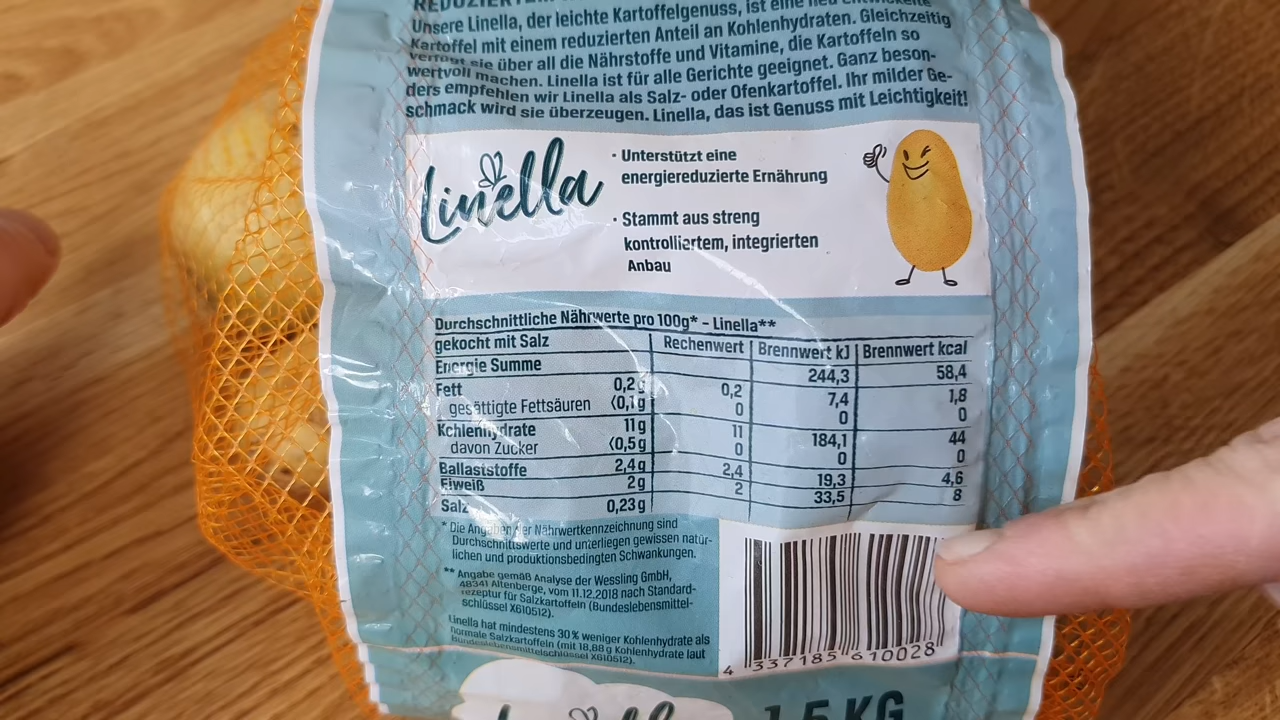 Unsere Linella, der leichte Kartoffelgenuss, ist eine neu entwickelte
Kartoffel mit einem reduzierten Anteil an Kohlenhydraten. Gleichzeitig
verfügt sie über all die Nährstoffe und Vitamine, die Kartoffeln so
wertvoll machen. Linella ist für alle Gerichte geeignet. Ganz beson-
ders empfehlen wir Linella als Salz- oder Ofenkartoffel. Ihr milder Ge-
schmack wird sie überzeugen. Linella, das ist Genuss mit Leichtigkeit!
Linella
· Unterstützt eine
energiereduzierte Ernährung
· Stammt aus streng
kontrolliertem, integrierten
Anbau
Durchschnittliche Nährwerte pro 100g* - Linella**
gekocht mit Salz Rechenwert Brennwert kJ Brennwert kcal
Energie Summe 244,3 58,4
Fett 0,2g 0,2 7,4 1,8
gesättigte Fettsäuren <0,1g 0 0 0
Kohlenhydrate 11g 11 184,1 44
davon Zucker <0,5g 0 0 0
Ballaststoffe 2,4g 2,4 19,3 4,6
Eiweiß 2g 2 33,5 8
Salz 0,23g
* Die Angaben der Nährwertkennzeichnung sind
Durchschnittswerte und unterliegen gewissen natür-
lichen und produktionsbedingten Schwankungen.
** Angabe gemäß Analyse der Wessling GmbH,
48341 Altenberge, vom 11.12.2018 nach Standard-
rezeptur für Salzkartoffeln (Bundeslebensmittel-
schlüssel X610512).
Linella hat mindestens 30% weniger Kohlenhydrate als
normale Salzkartoffeln (mit 18,88g Kohlenhydrate laut
Bundeslebensmittelschlüssel X610512).
4 337185 610028
1,5 KG